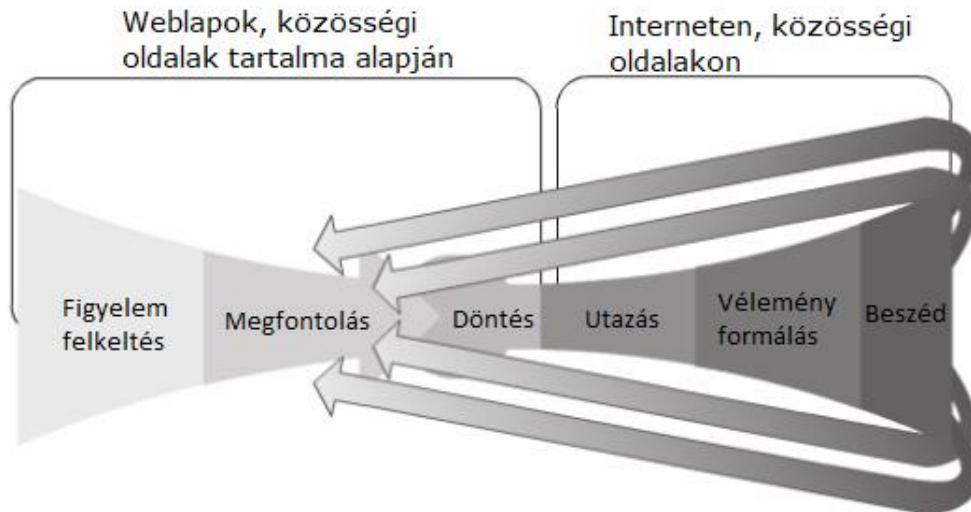 Weblapok, közösségi
oldalak tartalma alapján
Interneten, közösségi
oldalakon
Figyelem
felkeltés
Megfontolás
Döntés
Utazás
Vélemény
formálás
Beszéd